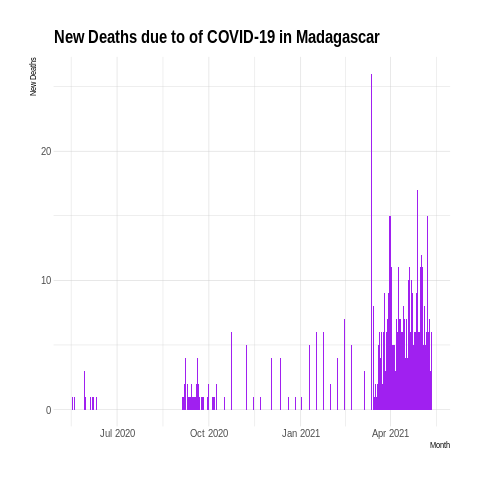 New Deaths due to of COVID-19 in Madagascar
New Deaths
20
10
0
Jul 2020 Oct 2020 Jan 2021 Apr 2021
Month